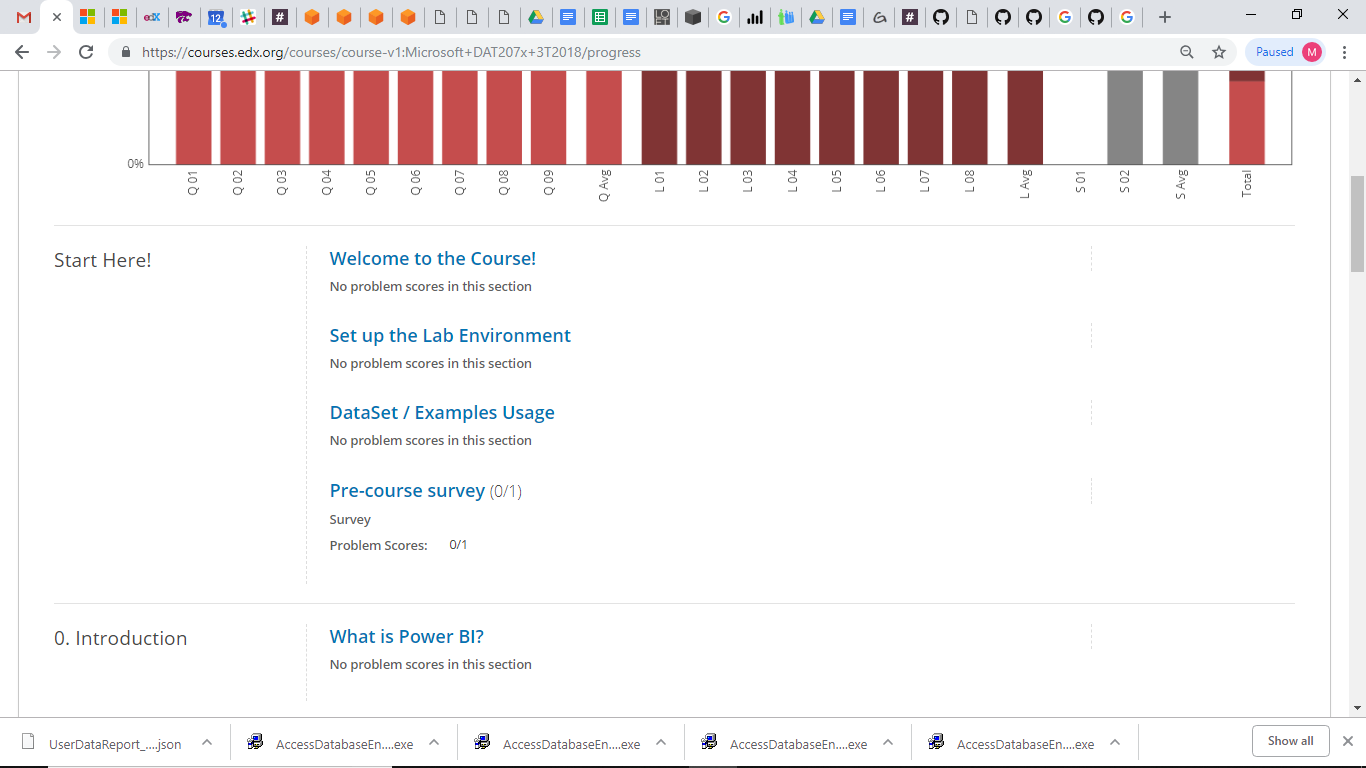 12
Paused
M
https://courses.edx.org/courses/course-v1:Microsoft+DAT207x+3T2018/progress
0%
Q 01
Q 02
Q 03
Q 04
Q 05
Q 06
Q 07
Q 08
Q 09
Q Avg
L 01
L 02
L 03
L 04
L 05
L 06
L 07
L 08
L Avg
S 01
S 02
S Avg
Total
Start Here!
Welcome to the Course!
No problem scores in this section
Set up the Lab Environment
No problem scores in this section
DataSet / Examples Usage
No problem scores in this section
Pre-course survey (0/1)
Survey
Problem Scores: 0/1
0. Introduction
What is Power BI?
No problem scores in this section
UserDataReport_....json
AccessDatabaseEn....exe
AccessDatabaseEn....exe
AccessDatabaseEn....exe
AccessDatabaseEn....exe
Show all